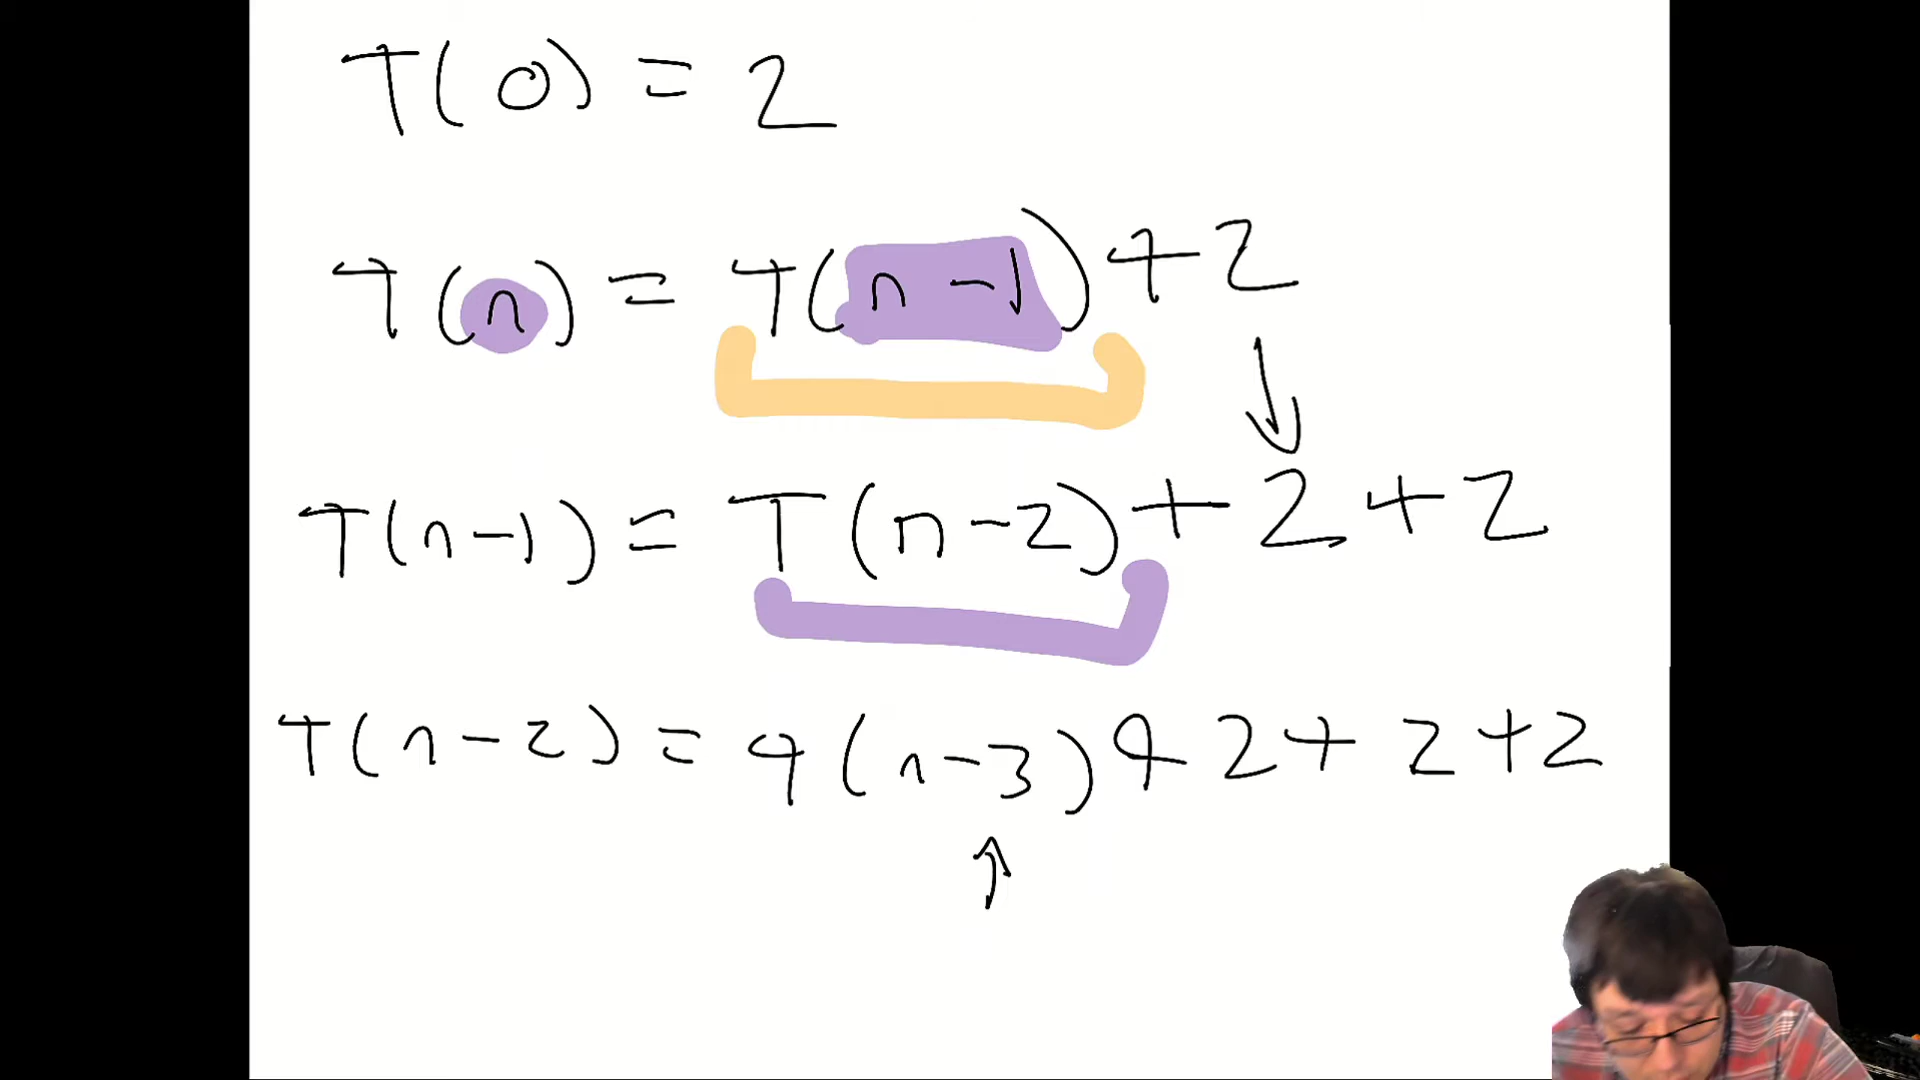 T(0) = 2
T(n) = T(n-1) + 2
T(n-1) = T(n-2) + 2 + 2
T(n-2) = T(n-3) + 2 + 2 + 2